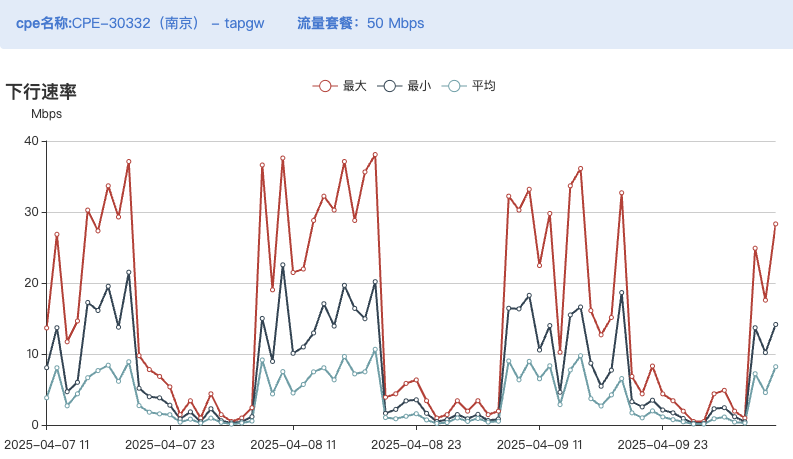 cpe名称:CPE-30332（南京） - tapgw 流量套餐：50 Mbps
下行速率
最大 最小 平均
Mbps
40
30
20
10
0
2025-04-07 11 2025-04-07 23 2025-04-08 11 2025-04-08 23 2025-04-09 11 2025-04-09 23